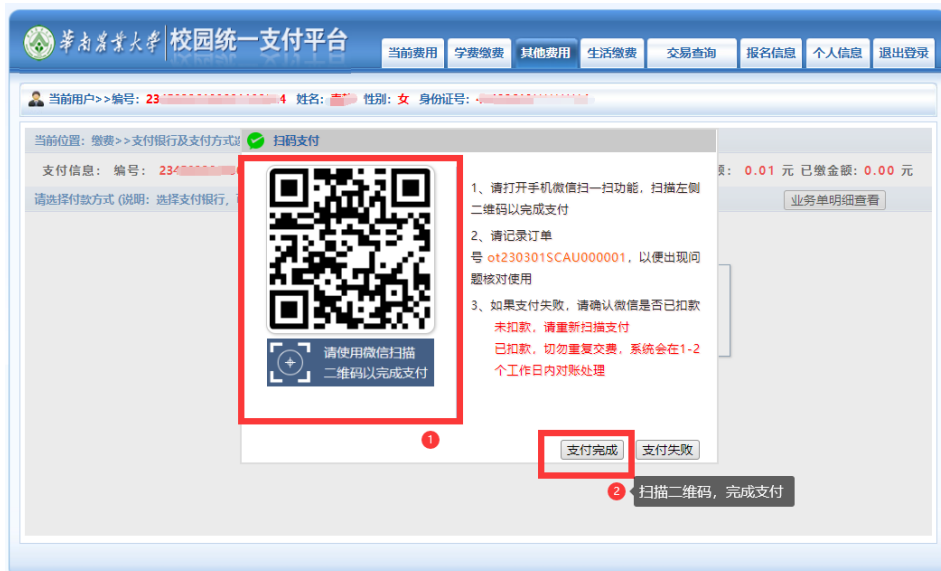 华南农业大学 校园统一支付平台
当前费用 学费缴费 其他费用 生活缴费 交易查询 报名信息 个人信息 退出登录
当前用户>>编号: 23 4 姓名: 性别: 女 身份证号:
当前位置: 缴费>>支付银行及支付方式
扫码支付
支付信息: 编号: 234 : 0.01 元 已缴金额: 0.00 元
请选择付款方式 (说明: 选择支付银行,
业务单明细查看
1、请打开手机微信扫一扫功能，扫描左侧
二维码以完成支付
2、请记录订单
号 ot230301SCAU000001，以便出现问
题核对使用
3、如果支付失败，请确认微信是否已扣款
未扣款，请重新扫描支付
已扣款，切勿重复交费，系统会在1-2
个工作日内对账处理
请使用微信扫描
二维码以完成支付
1
支付完成 支付失败
2 扫描二维码，完成支付